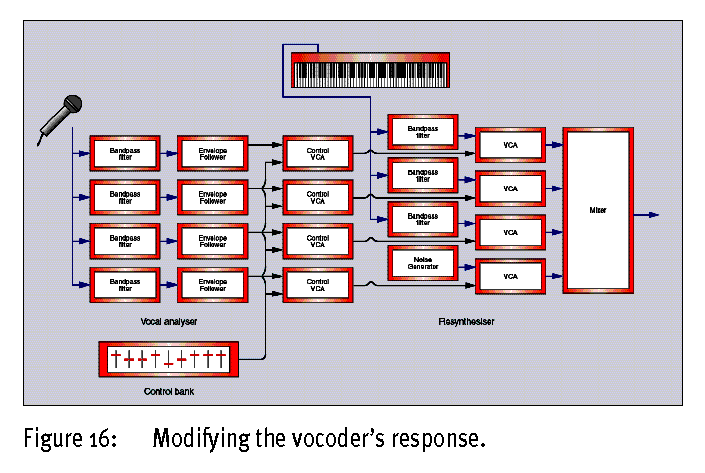 Bandpass
filter
VCA
Bandpass
filter
Envelope
Follower
Control
VCA
Bandpass
filter
VCA
Bandpass
filter
Envelope
Follower
Control
VCA
Bandpass
filter
VCA
Mixer
Bandpass
filter
Envelope
Follower
Control
VCA
Noise
Generator
VCA
Bandpass
filter
Envelope
Follower
Control
VCA
Vocal analyser
Resynthesiser
Control bank
Figure 16: Modifying the vocoder's response.